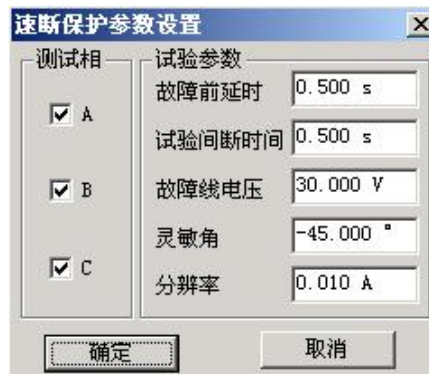 速断保护参数设置
测试相
A
B
C
试验参数
故障前延时 0.500 s
试验间断时间 0.500 s
故障线电压 30.000 V
灵敏角 -45.000 °
分辨率 0.010 A
确定 取消